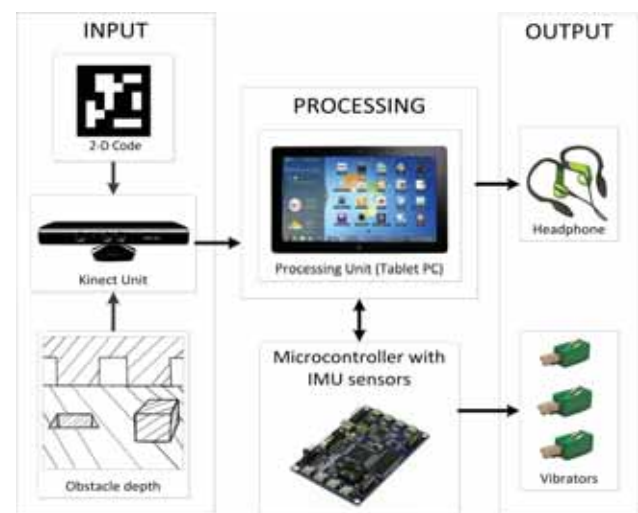 INPUT
2-D Code
Kinect Unit
Obstacle depth
PROCESSING
Processing Unit (Tablet PC)
Microcontroller with
IMU sensors
OUTPUT
Headphone
Vibrators